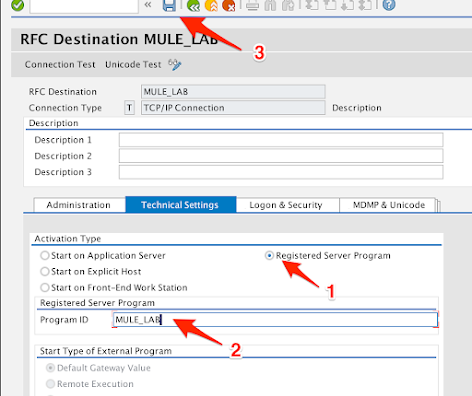 «
3
RFC Destination MULE_LAB
Connection Test Unicode Test
RFC Destination MULE_LAB
Connection Type T TCP/IP Connection Description
Description
Description 1
Description 2
Description 3
Administration Technical Settings Logon & Security MDMP & Unicode
Activation Type
Start on Application Server Registered Server Program
Start on Explicit Host
Start on Front-End Work Station
1
Registered Server Program
Program ID MULE_LAB
2
Start Type of External Program
Default Gateway Value
Remote Execution